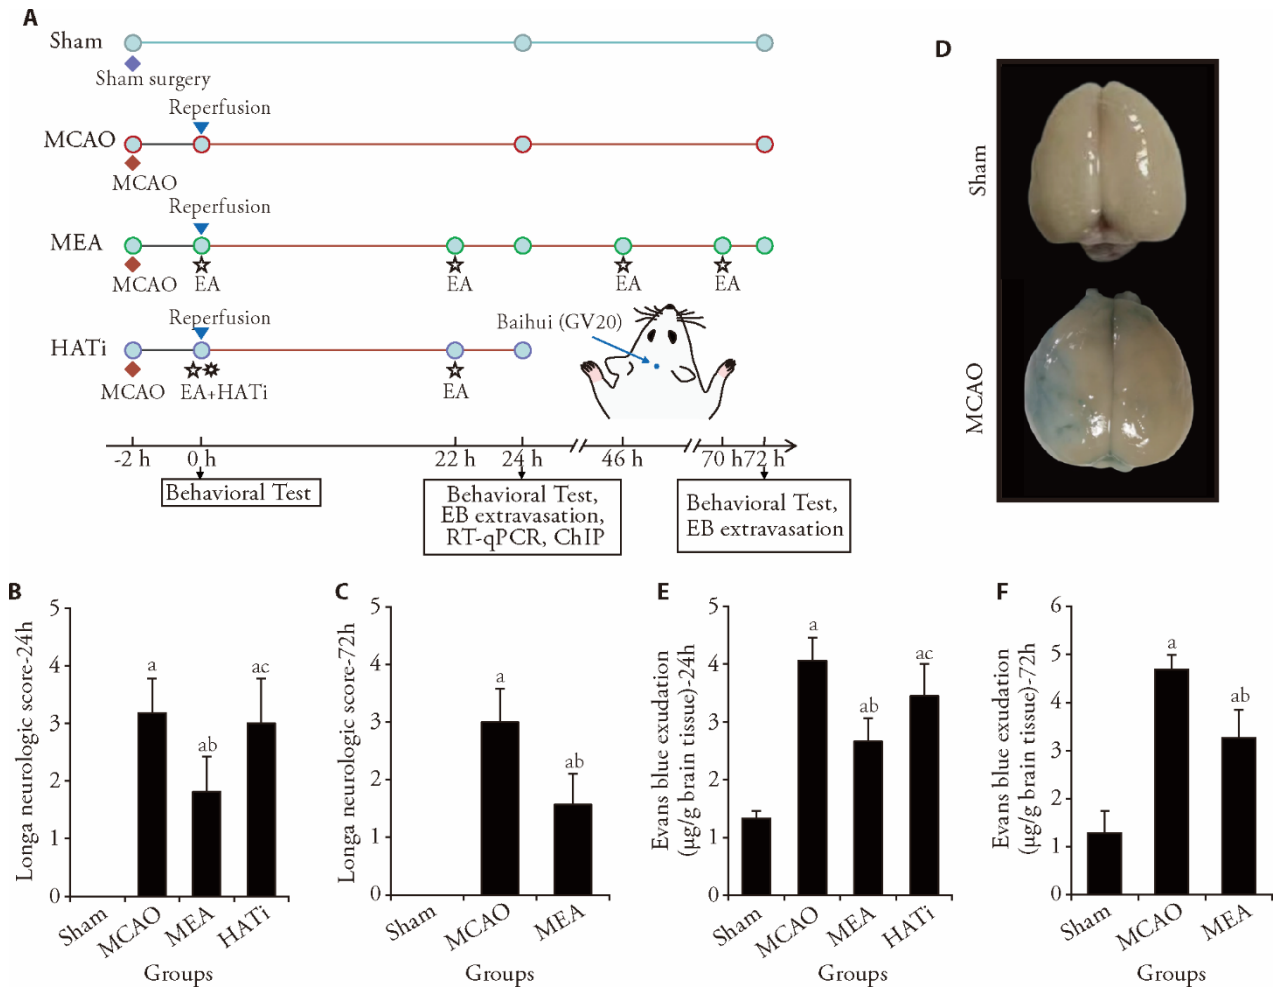 A
Sham
Sham surgery
Reperfusion
MCAO
MCAO
Reperfusion
MEA
MCAO EA EA EA EA
Reperfusion
Baihui (GV20)
HATi
MCAO EA+HATi EA
-2 h 0 h 22 h 24 h 46 h 70 h 72 h
Behavioral Test
Behavioral Test,
EB extravasation,
RT-qPCR, ChIP
Behavioral Test,
EB extravasation
D
Sham
MCAO
B
Longa neurologic score-24h
5
4
3
2
1
0
a
ab
ac
Sham MCAO MEA HATi
Groups
C
Longa neurologic score-72h
5
4
3
2
1
0
a
ab
Sham MCAO MEA
Groups
E
Evans blue exudation
(μg/g brain tissue)-24h
5
4
3
2
1
0
a
ab
ac
Sham MCAO MEA HATi
Groups
F
Evans blue exudation
(μg/g brain tissue)-72h
6
5
4
3
2
1
0
a
ab
Sham MCAO MEA
Groups